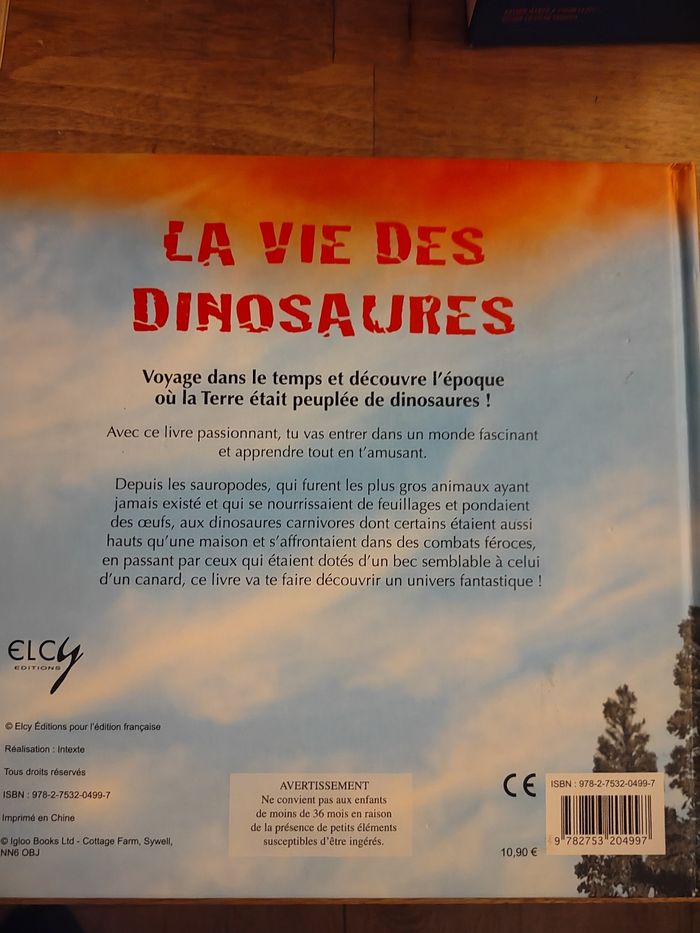 LA VIE DES
DINOSAURES
Voyage dans le temps et découvre l'époque
où la Terre était peuplée de dinosaures !
Avec ce livre passionnant, tu vas entrer dans un monde fascinant
et apprendre tout en t'amusant.
Depuis les sauropodes, qui furent les plus gros animaux ayant
jamais existé et qui se nourrissaient de feuillages et pondaient
des œufs, aux dinosaures carnivores dont certains étaient aussi
hauts qu'une maison et s'affrontaient dans des combats féroces,
en passant par ceux qui étaient dotés d'un bec semblable à celui
d'un canard, ce livre va te faire découvrir un univers fantastique !
ELCY
EDITIONS
© Elcy Éditions pour l'édition française
Réalisation : Intexte
Tous droits réservés
ISBN : 978-2-7532-0499-7
Imprimé en Chine
© Igloo Books Ltd - Cottage Farm, Sywell,
NN6 OBJ
AVERTISSEMENT
Ne convient pas aux enfants
de moins de 36 mois en raison
de la présence de petits éléments
susceptibles d'être ingérés.
CE
10,90 €
ISBN : 978-2-7532-0499-7
9 782753 204997